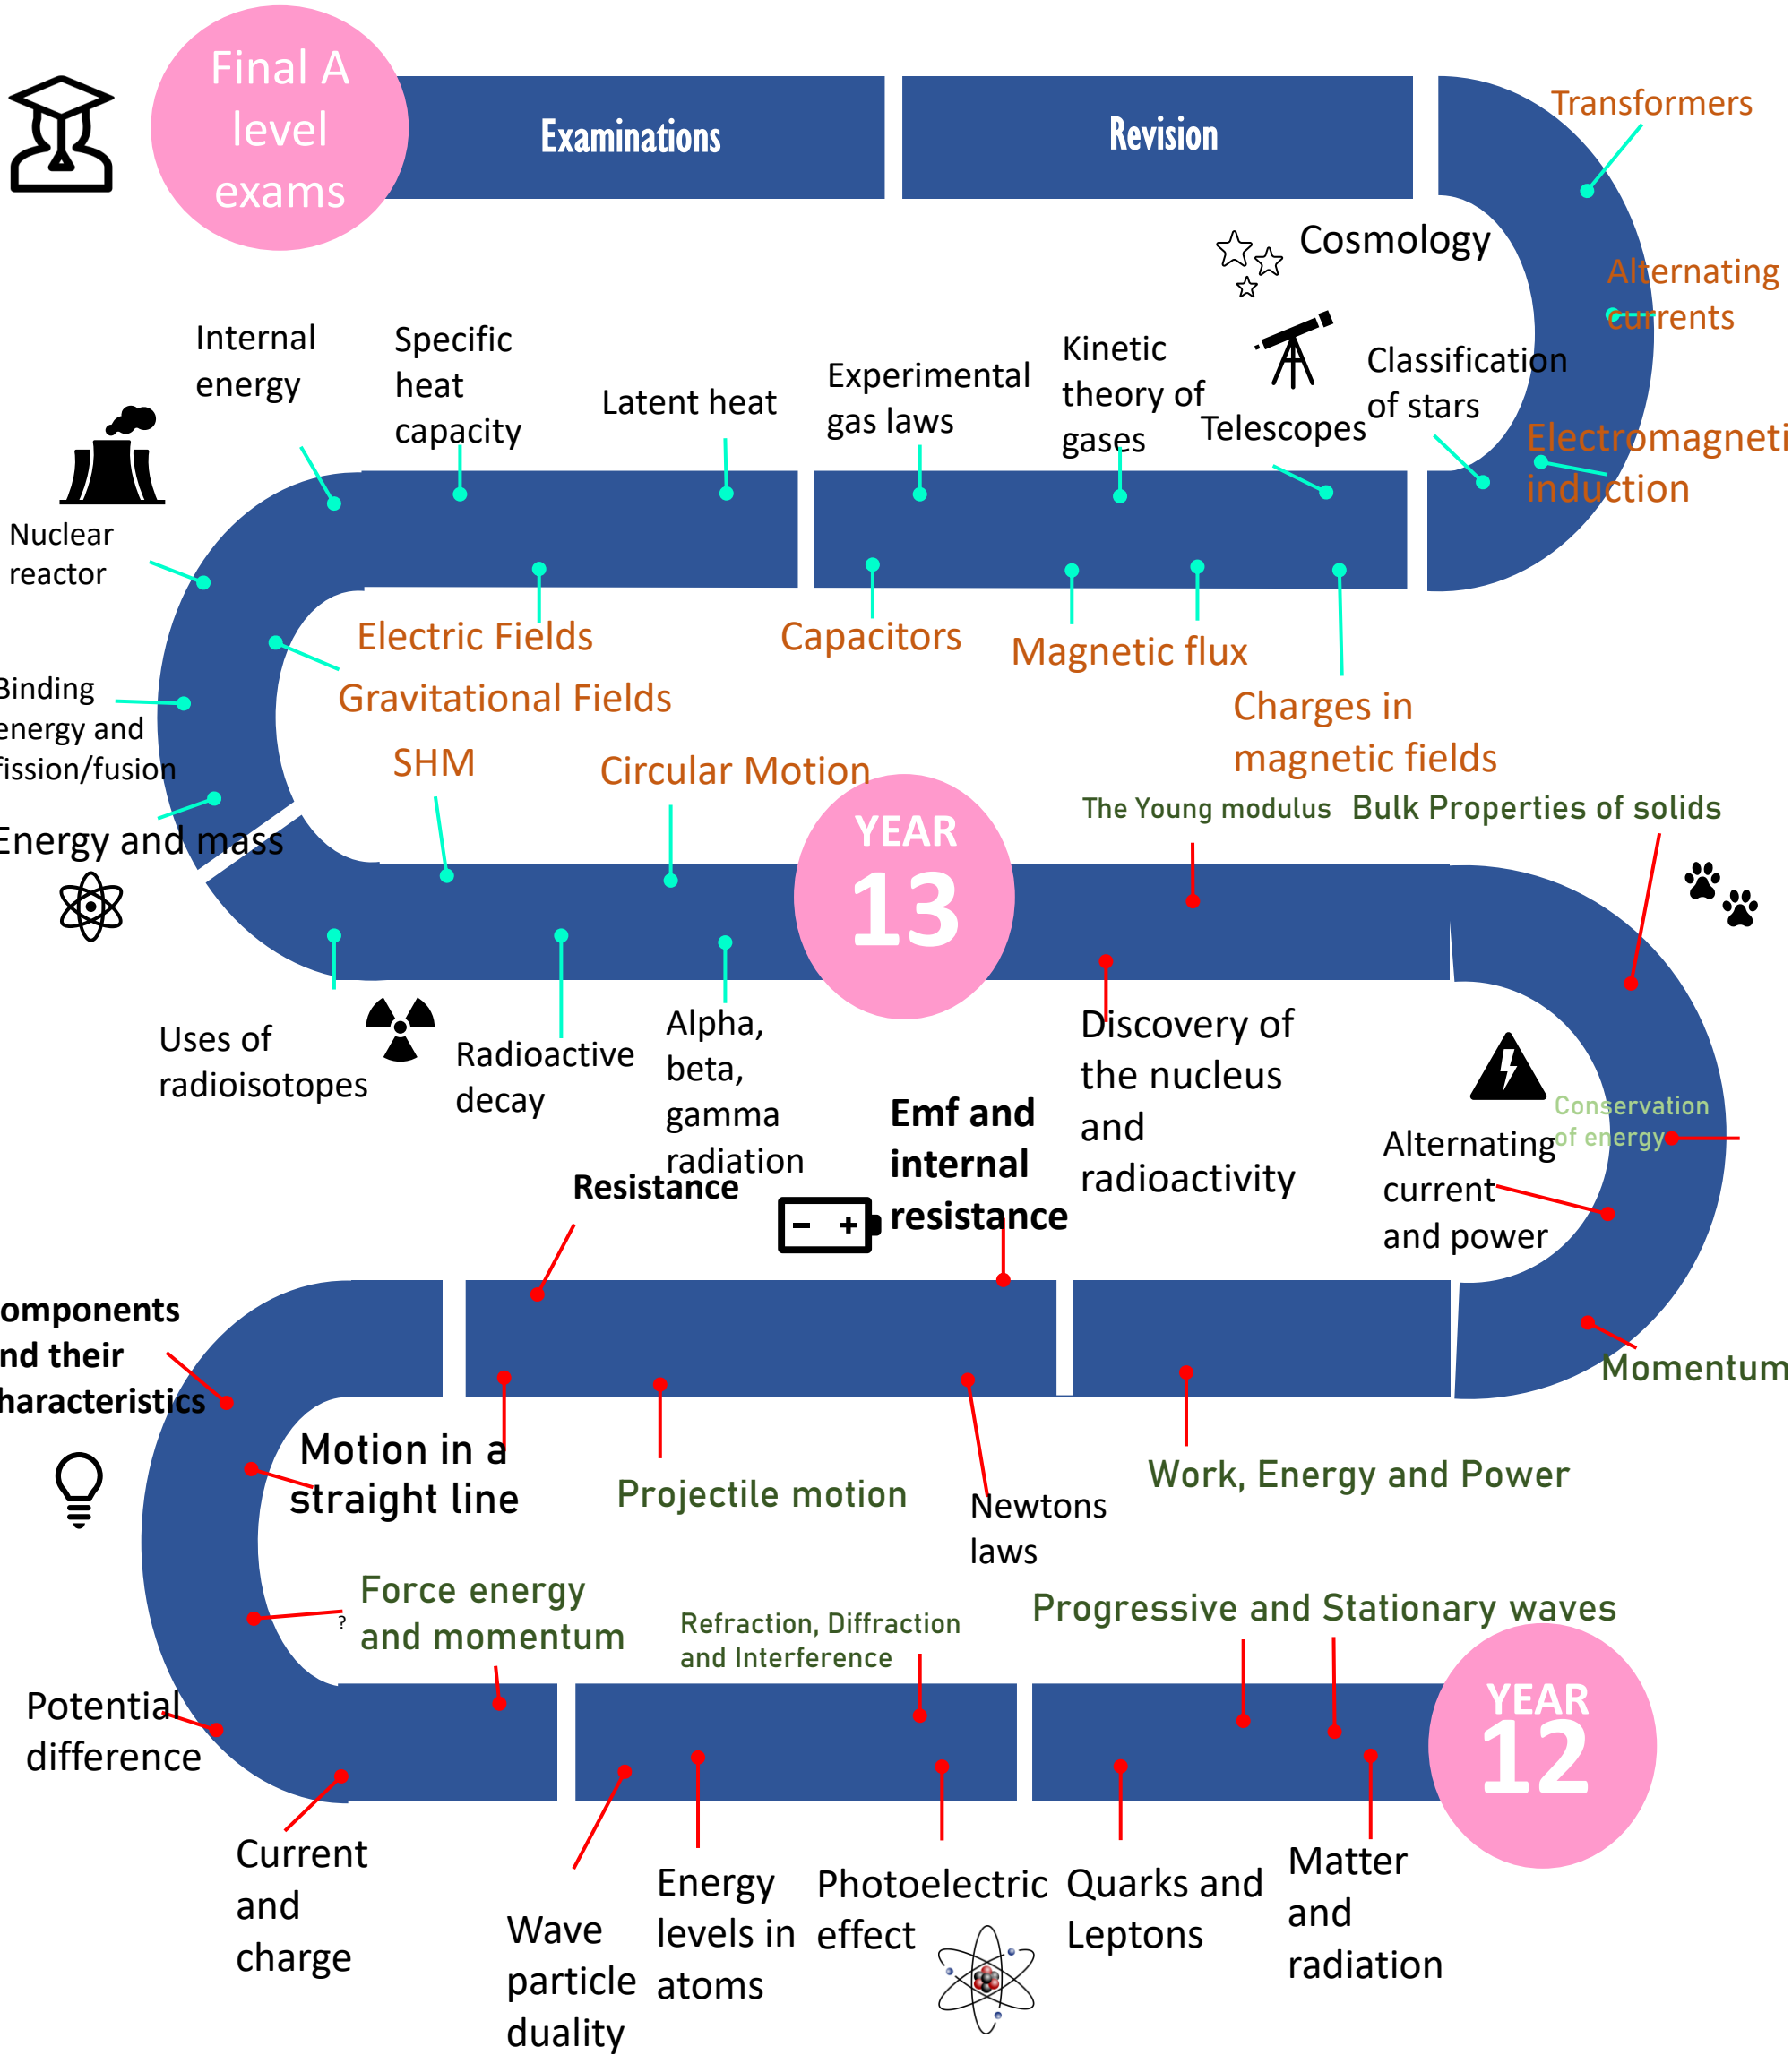 Final A
level
exams
Examinations
Revision
Transformers
Cosmology
Alternating
currents
Internal
energy
Specific
heat
capacity
Latent heat
Experimental
gas laws
Kinetic
theory of
gases
Telescopes
Classification
of stars
Electromagneti
induction
Nuclear
reactor
Electric Fields
Capacitors
Magnetic flux
Gravitational Fields
Charges in
magnetic fields
Binding
energy and
fission/fusion
SHM
Circular Motion
Energy and mass
YEAR
13
The Young modulus
Bulk Properties of solids
Uses of
radioisotopes
Radioactive
decay
Alpha,
beta,
gamma
radiation
Discovery of
the nucleus
and
radioactivity
Conservation
of energy
Alternating
current
and power
Resistance
Emf and
internal
resistance
- +
omponents
nd their
haracteristics
Momentum
Motion in a
straight line
Projectile motion
Newtons
laws
Work, Energy and Power
Force energy
and momentum
?
Refraction, Diffraction
and Interference
Progressive and Stationary waves
YEAR
12
Potential
difference
Current
and
charge
Wave
particle
duality
Energy
levels in
atoms
Photoelectric
effect
Quarks and
Leptons
Matter
and
radiation